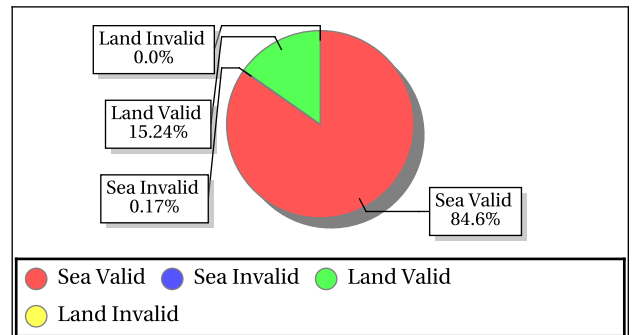 Land Invalid
0.0%
Land Valid
15.24%
Sea Invalid
0.17%
Sea Valid
84.6%
Sea Valid Sea Invalid Land Valid
Land Invalid